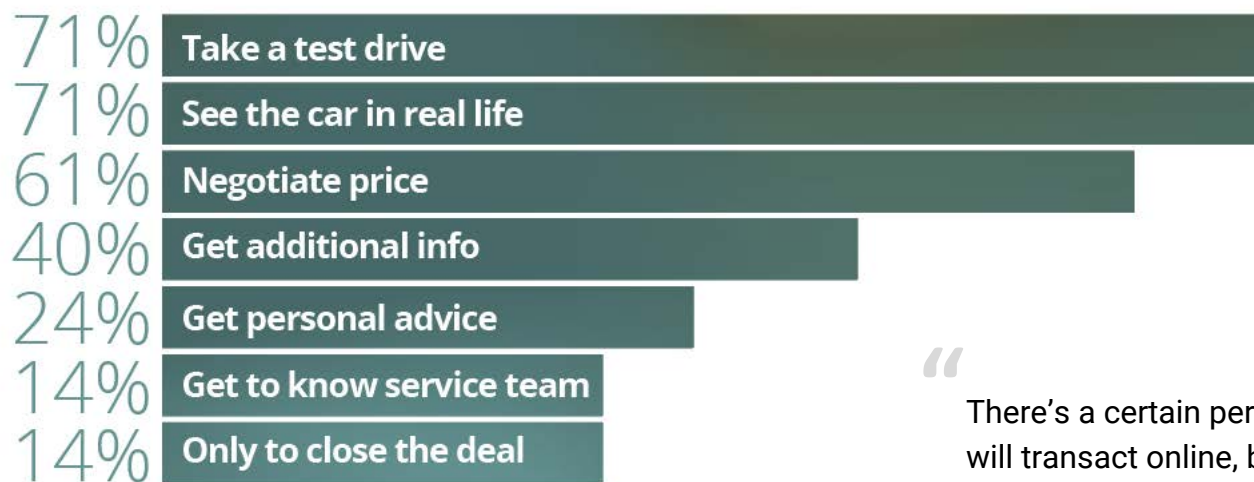 71% Take a test drive
71% See the car in real life
61% Negotiate price
40% Get additional info
24% Get personal advice
14% Get to know service team
14% Only to close the deal
“
There’s a certain per
will transact online, b